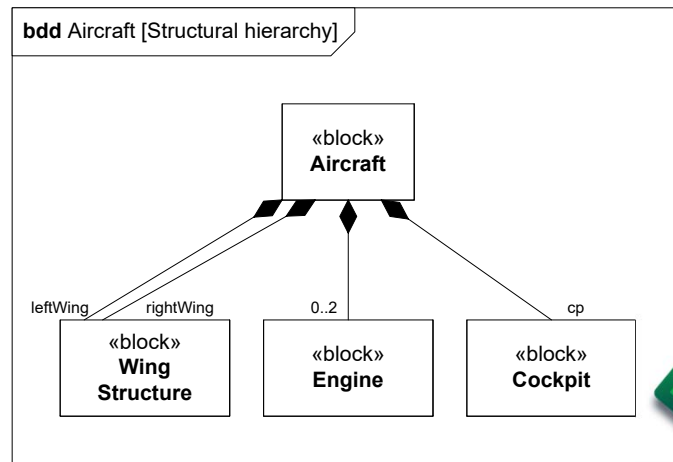 bdd Aircraft [Structural hierarchy]
«block»
Aircraft
leftWing
rightWing
0..2
cp
«block»
Wing
Structure
«block»
Engine
«block»
Cockpit